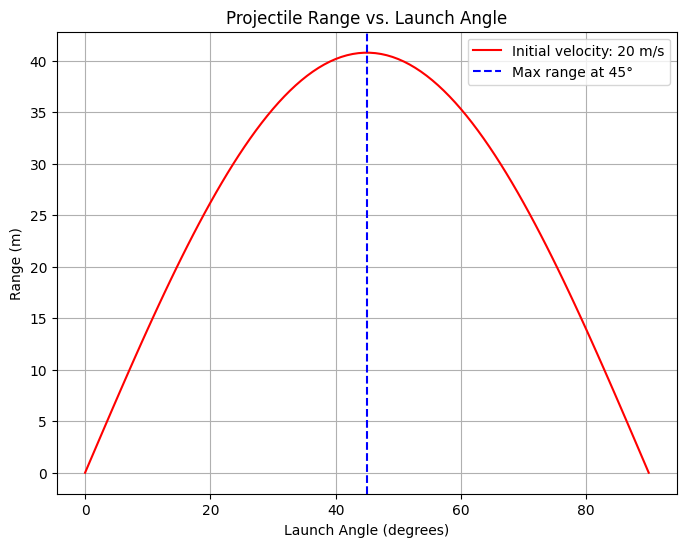 Projectile Range vs. Launch Angle
Initial velocity: 20 m/s
Max range at 45°
Range (m)
40
35
30
25
20
15
10
5
0
0 20 40 60 80
Launch Angle (degrees)